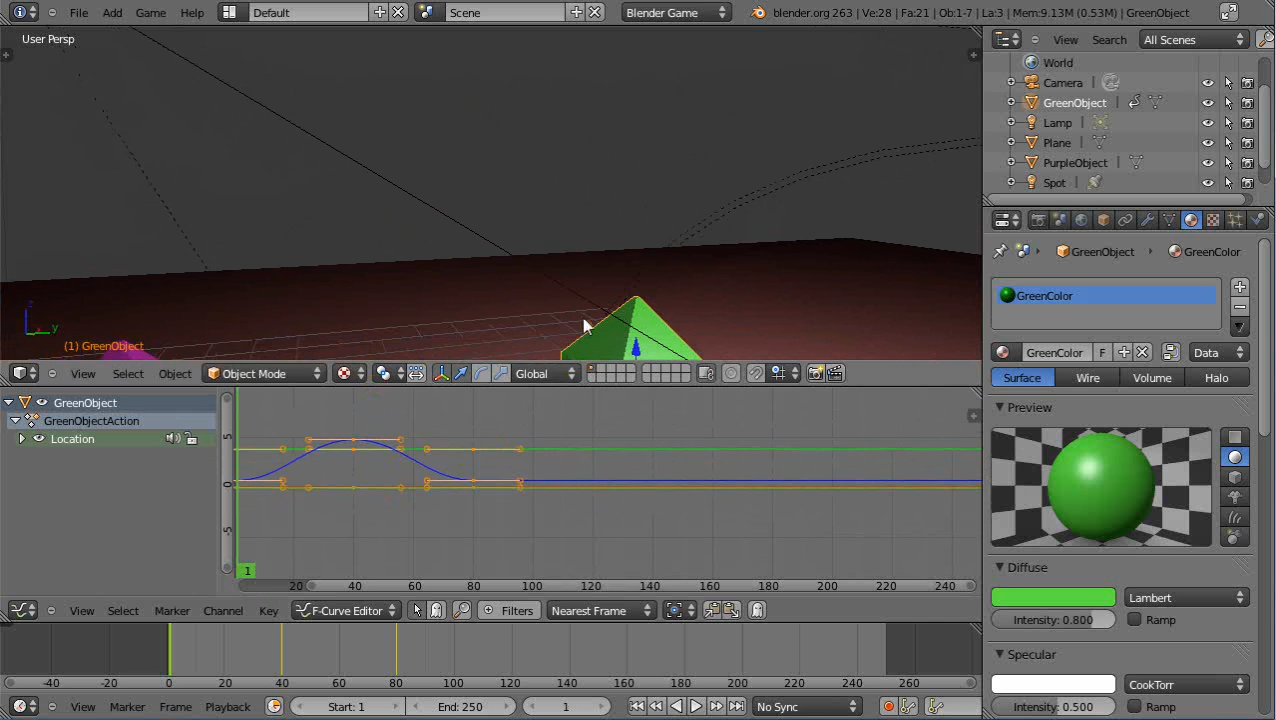 File Add Game Help Default Scene Blender Game blender.org 263 | Ve:28 | Fa:21 | Ob:1-7 | La:3 | Mem:9.13M (0.53M) | GreenObject
User Persp
View Search All Scenes
World
Camera
GreenObject
Lamp
Plane
PurpleObject
Spot
GreenObject GreenColor
GreenColor
z
y
(1) GreenObject
GreenColor F Data
View Select Object Object Mode Global
Surface Wire Volume Halo
GreenObject
GreenObjectAction
Location
5
0
-5
1
20 40 60 80 100 120 140 160 180 200 220 240
Preview
Diffuse
Lambert
Intensity: 0.800 Ramp
View Select Marker Channel Key F-Curve Editor Filters Nearest Frame
Specular
CookTorr
Intensity: 0.500 Ramp
-40 -20 0 20 40 60 80 100 120 140 160 180 200 220 240 260
View Marker Frame Playback Start: 1 End: 250 1 No Sync